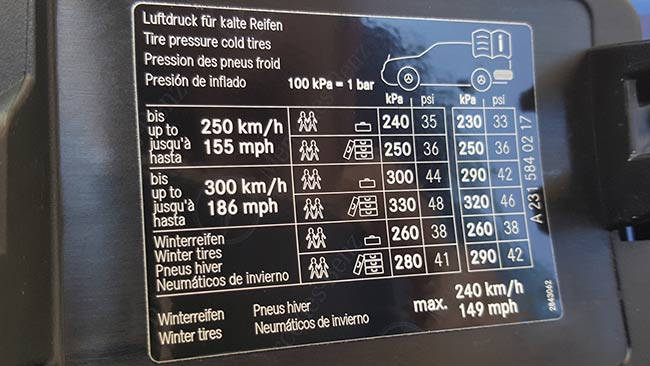 Luftdruck für kalte Reifen
Tire pressure cold tires
Pression des pneus froid
Presión de inflado 100 kPa = 1 bar
kPa psi kPa psi
bis
up to
jusqu'à
hasta
250 km/h
155 mph
240 35 230 33
250 36 250 36
bis
up to
jusqu'à
hasta
300 km/h
186 mph
300 44 290 42
330 48 320 46
Winterreifen
Winter tires
Pneus hiver
Neumáticos de invierno
260 38 260 38
280 41 290 42
Winterreifen Pneus hiver
Winter tires Neumáticos de invierno
max. 240 km/h
149 mph
A 231 584 02 17
2843062